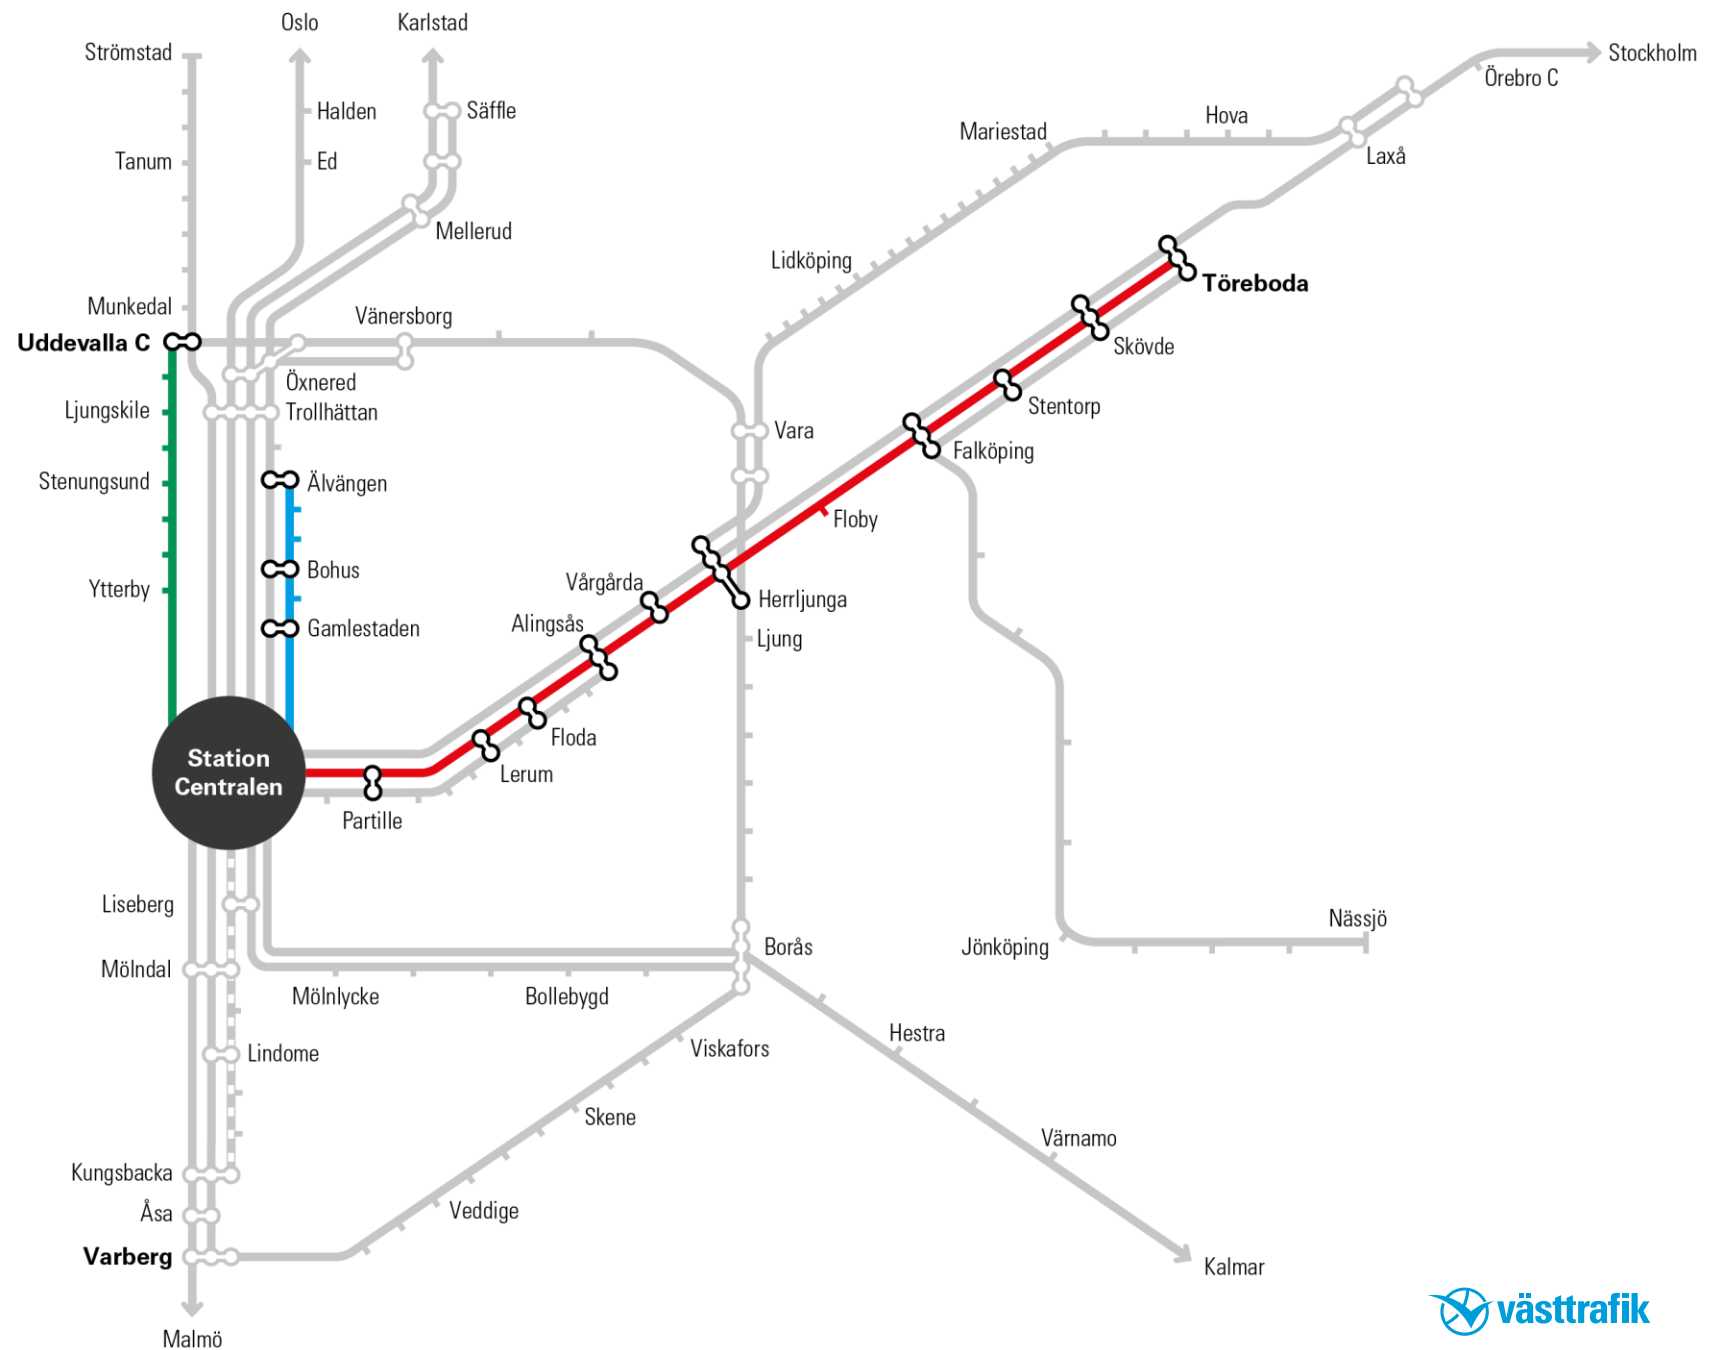 Oslo
Karlstad
Strömstad
Stockholm
Örebro C
Halden
Säffle
Hova
Mariestad
Tanum
Ed
Laxå
Mellerud
Lidköping
Töreboda
Munkedal
Vänersborg
Uddevalla C
Skövde
Öxnered
Ljungskile
Trollhättan
Stentorp
Vara
Falköping
Stenungsund
Älvängen
Floby
Bohus
Vårgårda
Ytterby
Herrljunga
Alingsås
Gamlestaden
Ljung
Floda
Station
Centralen
Lerum
Partille
Liseberg
Nässjö
Borås
Jönköping
Mölndal
Mölnlycke
Bollebygd
Hestra
Viskafors
Lindome
Skene
Värnamo
Kungsbacka
Åsa
Veddige
Varberg
Kalmar
västtrafik
Malmö